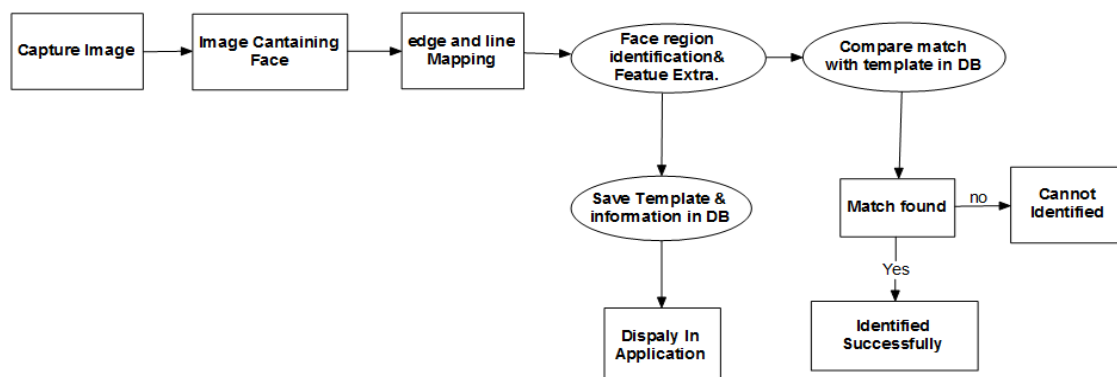 Capture Image
Image Cantaining
Face
edge and line
Mapping
Face region
identification&
Featue Extra.
Compare match
with template in DB
Save Template &
information in DB
Match found
no
Cannot
Identified
Yes
Dispaly In
Application
Identified
Successfully